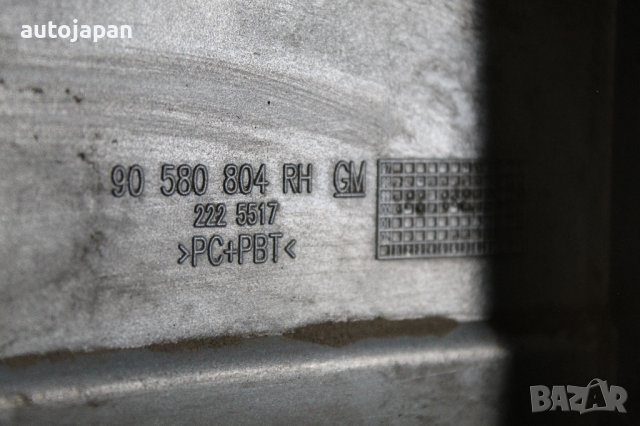 autojapan
90 580 804 RH GM
222 5517
>PC+PBT<
BAZAR